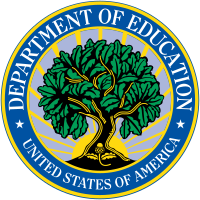 DEPARTMENT OF EDUCATION
UNITED STATES OF AMERICA